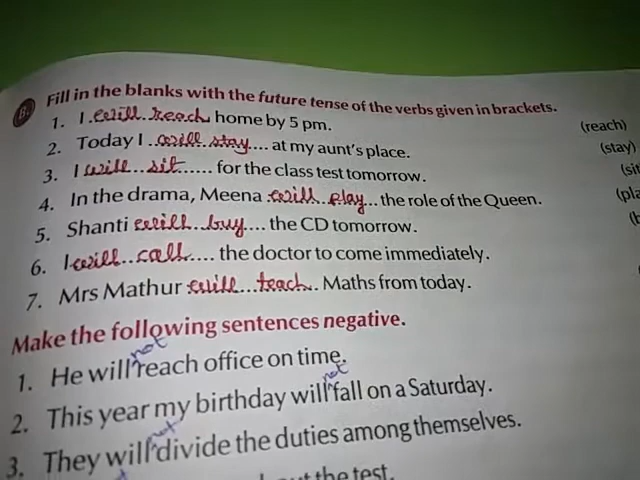 B. Fill in the blanks with the future tense of the verbs given in brackets.
1. I will reach home by 5 pm. (reach)
2. Today I will stay at my aunt's place. (stay)
3. I will sit for the class test tomorrow. (sit
4. In the drama, Meena will play the role of the Queen. (pla
5. Shanti will buy the CD tomorrow. (b
6. I will call the doctor to come immediately.
7. Mrs Mathur will teach Maths from today.
Make the following sentences negative.
1. He will not reach office on time.
2. This year my birthday will not fall on a Saturday.
3. They will not divide the duties among themselves.
the test.